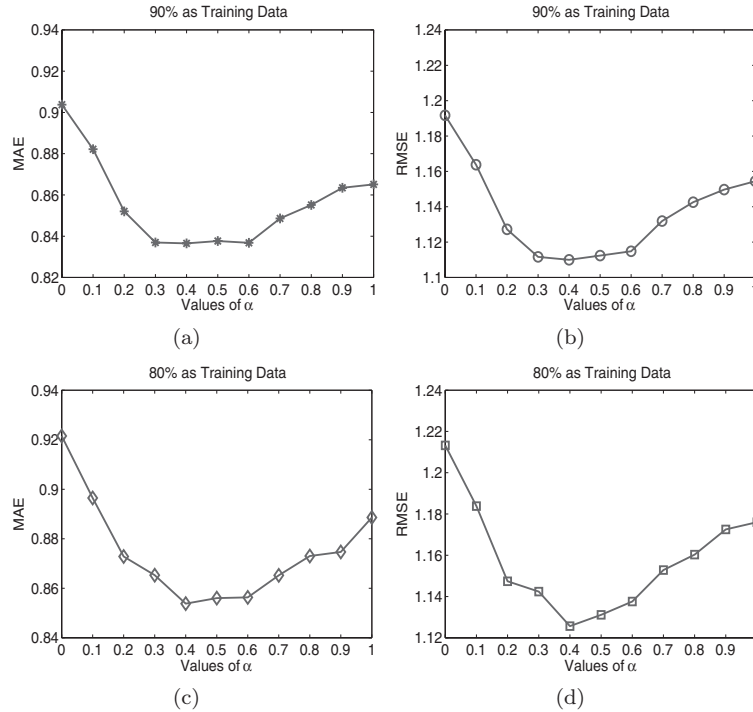 90% as Training Data
0.94
0.92
0.9
0.88
0.86
0.84
0.82
MAE
0 0.1 0.2 0.3 0.4 0.5 0.6 0.7 0.8 0.9 1
Values of α
(a)
90% as Training Data
1.24
1.22
1.2
1.18
1.16
1.14
1.12
1.1
RMSE
0 0.1 0.2 0.3 0.4 0.5 0.6 0.7 0.8 0.9 1
Values of α
(b)
80% as Training Data
0.94
0.92
0.9
0.88
0.86
0.84
MAE
0 0.1 0.2 0.3 0.4 0.5 0.6 0.7 0.8 0.9 1
Values of α
(c)
80% as Training Data
1.24
1.22
1.2
1.18
1.16
1.14
1.12
RMSE
0 0.1 0.2 0.3 0.4 0.5 0.6 0.7 0.8 0.9
Values of α
(d)